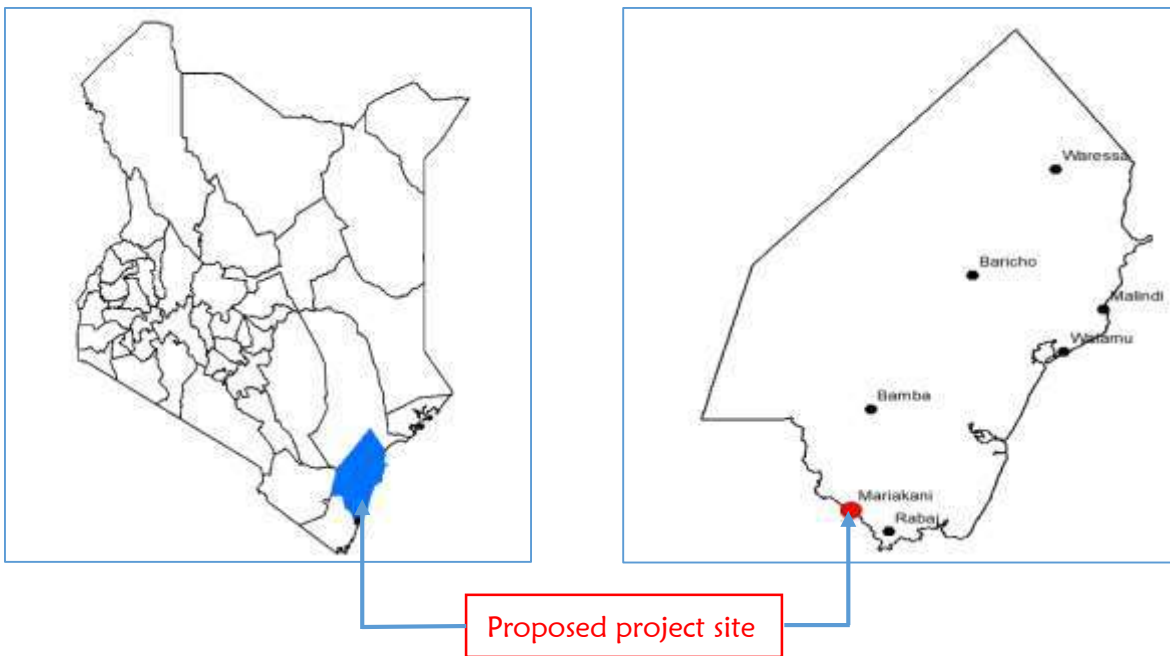 Waressa
Baricho
Malindi
Watamu
Bamba
Mariakani
Rabai
Proposed project site